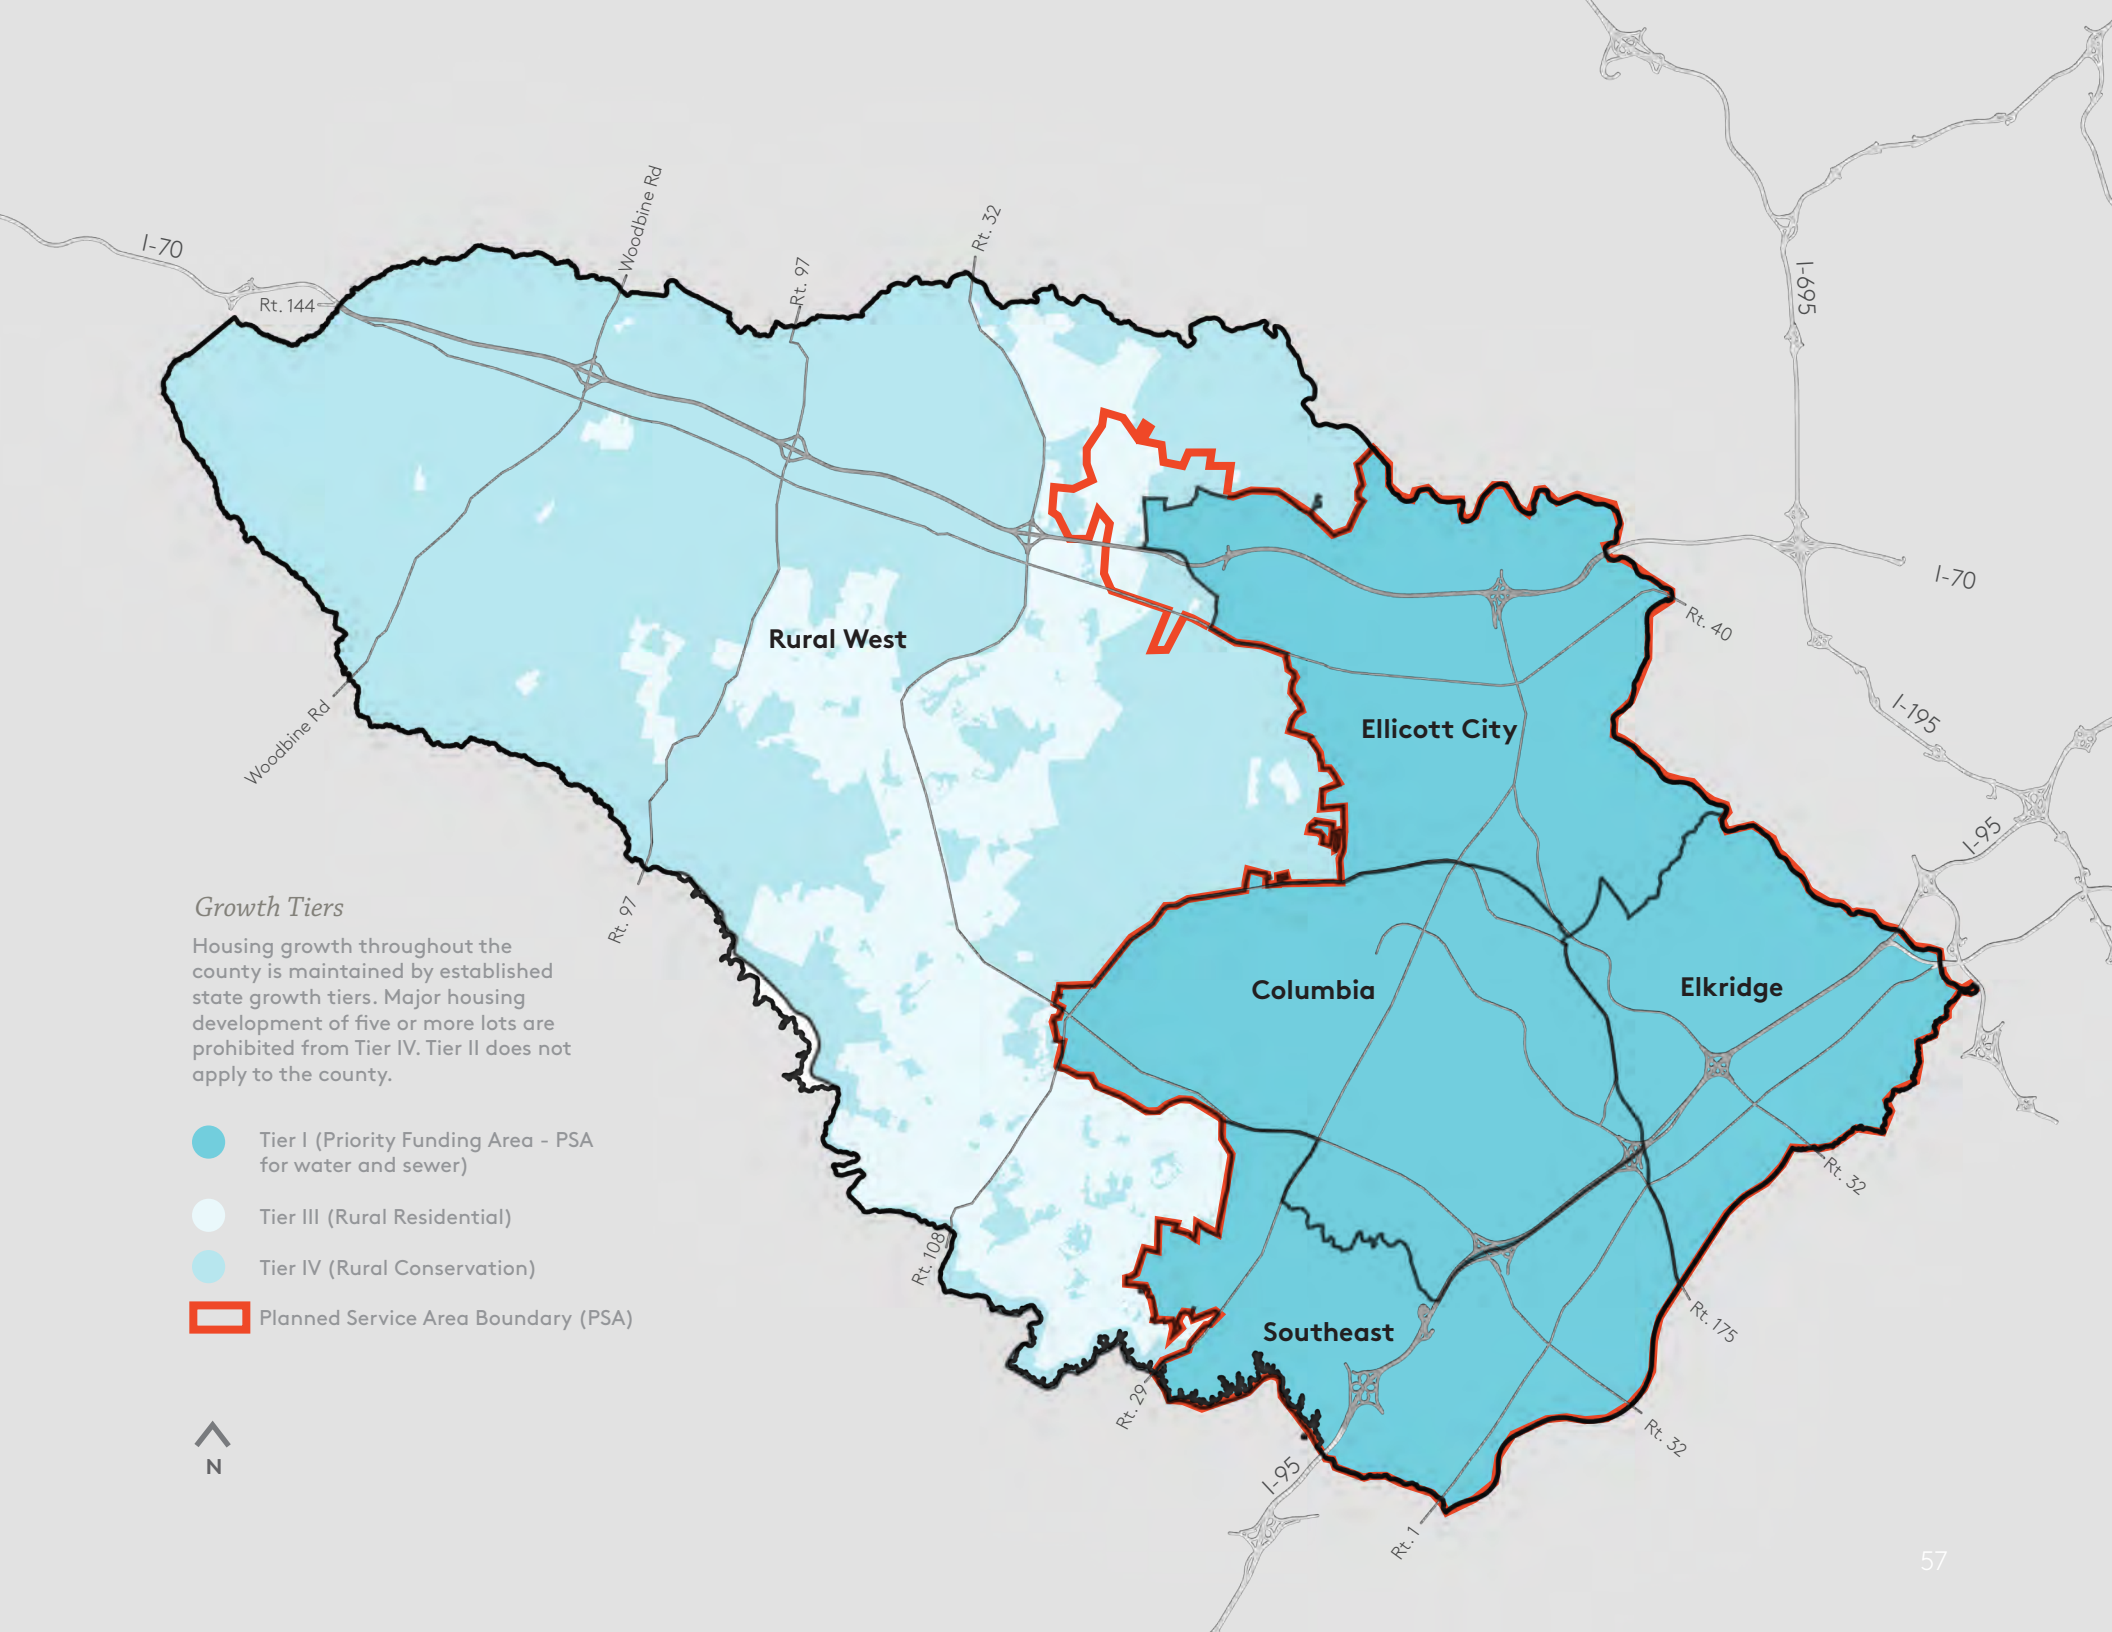 I-70
Rt. 144
Woodbine Rd
Rt. 97
Rt. 32
I-695
I-70
Rt. 40
I-195
I-95
Rural West
Ellicott City
Columbia
Elkridge
Southeast
Woodbine Rd
Rt. 97
Rt. 108
Rt. 29
I-95
Rt. 1
Rt. 32
Rt. 175
Rt. 32
Growth Tiers
Housing growth throughout the
county is maintained by established
state growth tiers. Major housing
development of five or more lots are
prohibited from Tier IV. Tier II does not
apply to the county.
Tier I (Priority Funding Area - PSA
for water and sewer)
Tier III (Rural Residential)
Tier IV (Rural Conservation)
Planned Service Area Boundary (PSA)
N
57